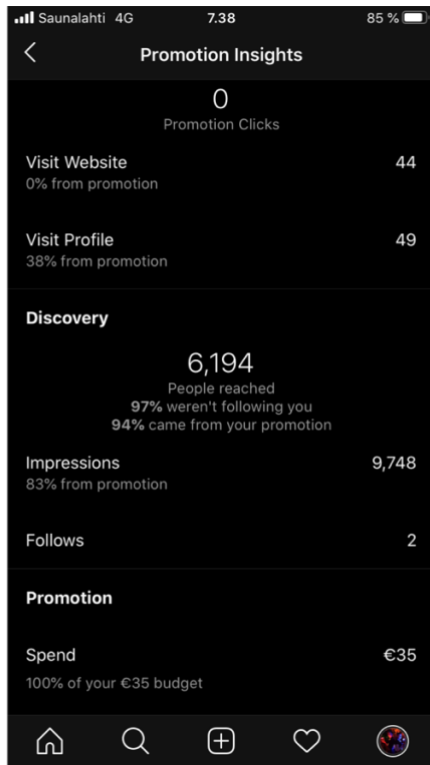 Saunalahti 4G 7.38 85 %
Promotion Insights
0
Promotion Clicks
Visit Website 44
0% from promotion
Visit Profile 49
38% from promotion
Discovery
6,194
People reached
97% weren't following you
94% came from your promotion
Impressions 9,748
83% from promotion
Follows 2
Promotion
Spend €35
100% of your €35 budget